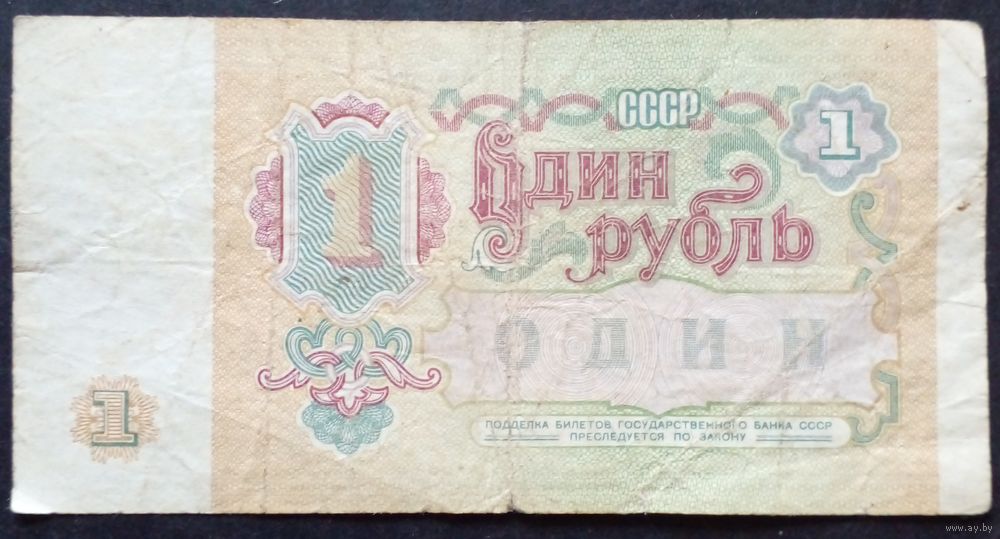 СССР
1
1
Один
рубль
ОДИН
1
ПОДДЕЛКА БИЛЕТОВ ГОСУДАРСТВЕННОГО БАНКА СССР
ПРЕСЛЕДУЕТСЯ ПО ЗАКОНУ
www.ay.by